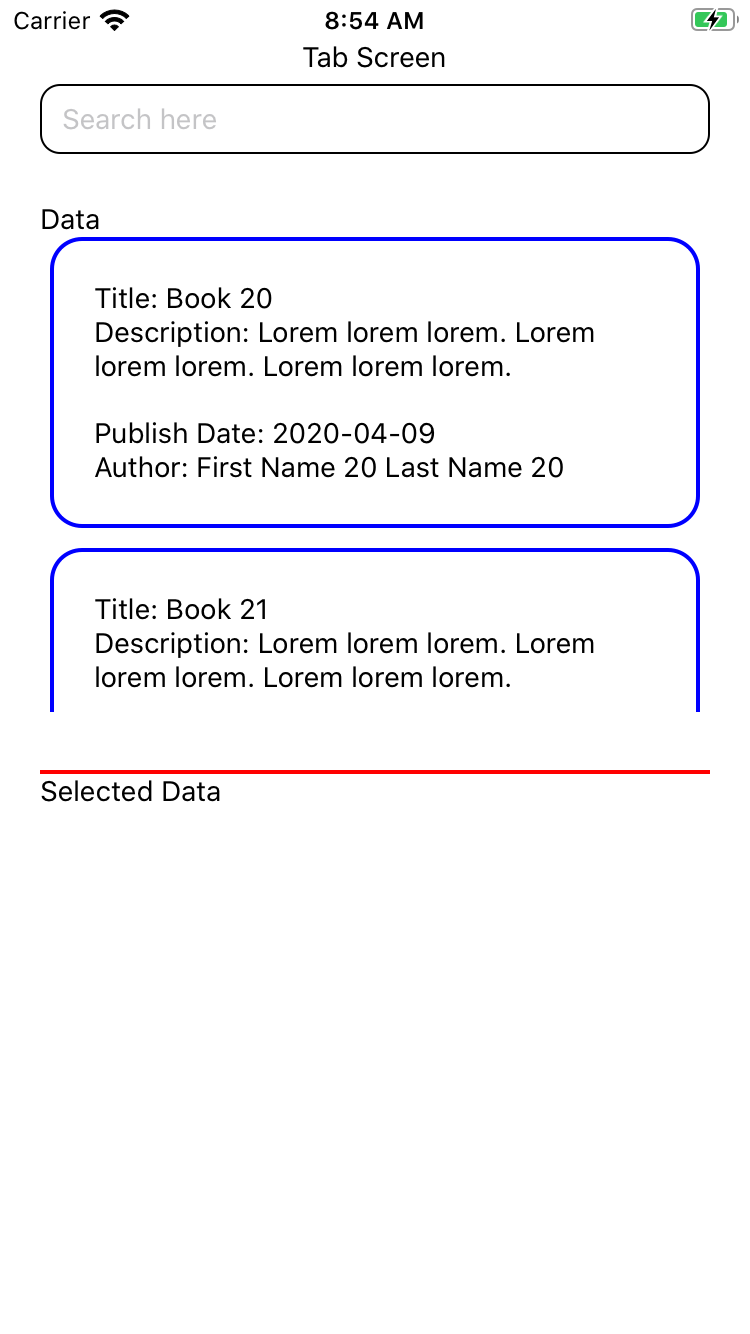 Carrier 8:54 AM
Tab Screen
Search here
Data
Title: Book 20
Description: Lorem lorem lorem. Lorem
lorem lorem. Lorem lorem lorem.
Publish Date: 2020-04-09
Author: First Name 20 Last Name 20
Title: Book 21
Description: Lorem lorem lorem. Lorem
lorem lorem. Lorem lorem lorem.
Selected Data